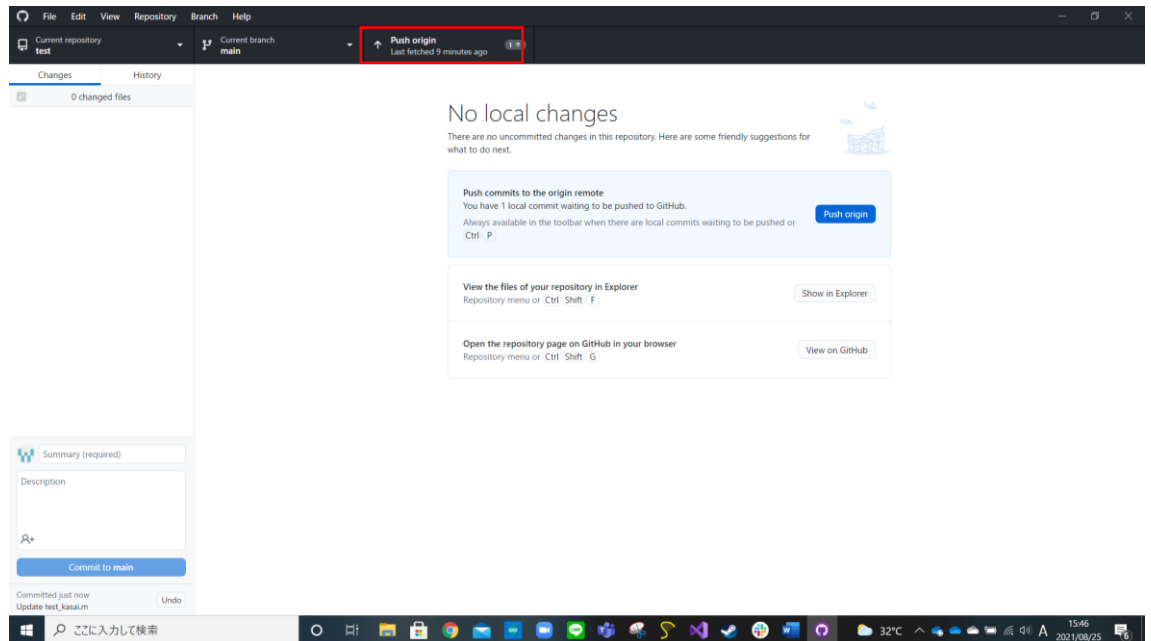 File Edit View Repository Branch Help
Current repository
test
Current branch
main
Push origin
Last fetched 9 minutes ago
1
Changes History
0 changed files
No local changes
There are no uncommitted changes in this repository. Here are some friendly suggestions for
what to do next.
Push commits to the origin remote
You have 1 local commit waiting to be pushed to GitHub.
Always available in the toolbar when there are local commits waiting to be pushed or
Ctrl P
Push origin
View the files of your repository in Explorer
Repository menu or Ctrl Shift F
Show in Explorer
Open the repository page on GitHub in your browser
Repository menu or Ctrl Shift G
View on GitHub
Summary (required)
Description
Commit to main
Committed just now
Update test_kasai.m
Undo
ここに入力して検索
32°C
A
15:46
2021/08/25